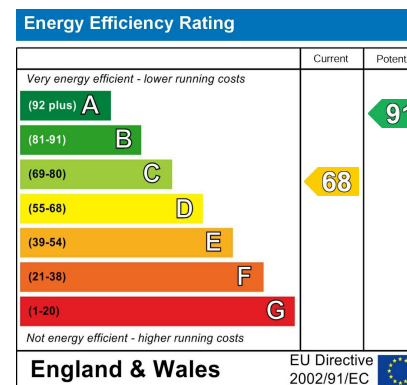 Energy Efficiency Rating
Current
Very energy efficient - lower running costs
(92 plus) A
(81-91) B
(69-80) C
(55-68) D
(39-54) E
(21-38) F
(1-20) G
68
Not energy efficient - higher running costs
England & Wales
EU Directive
2002/91/EC